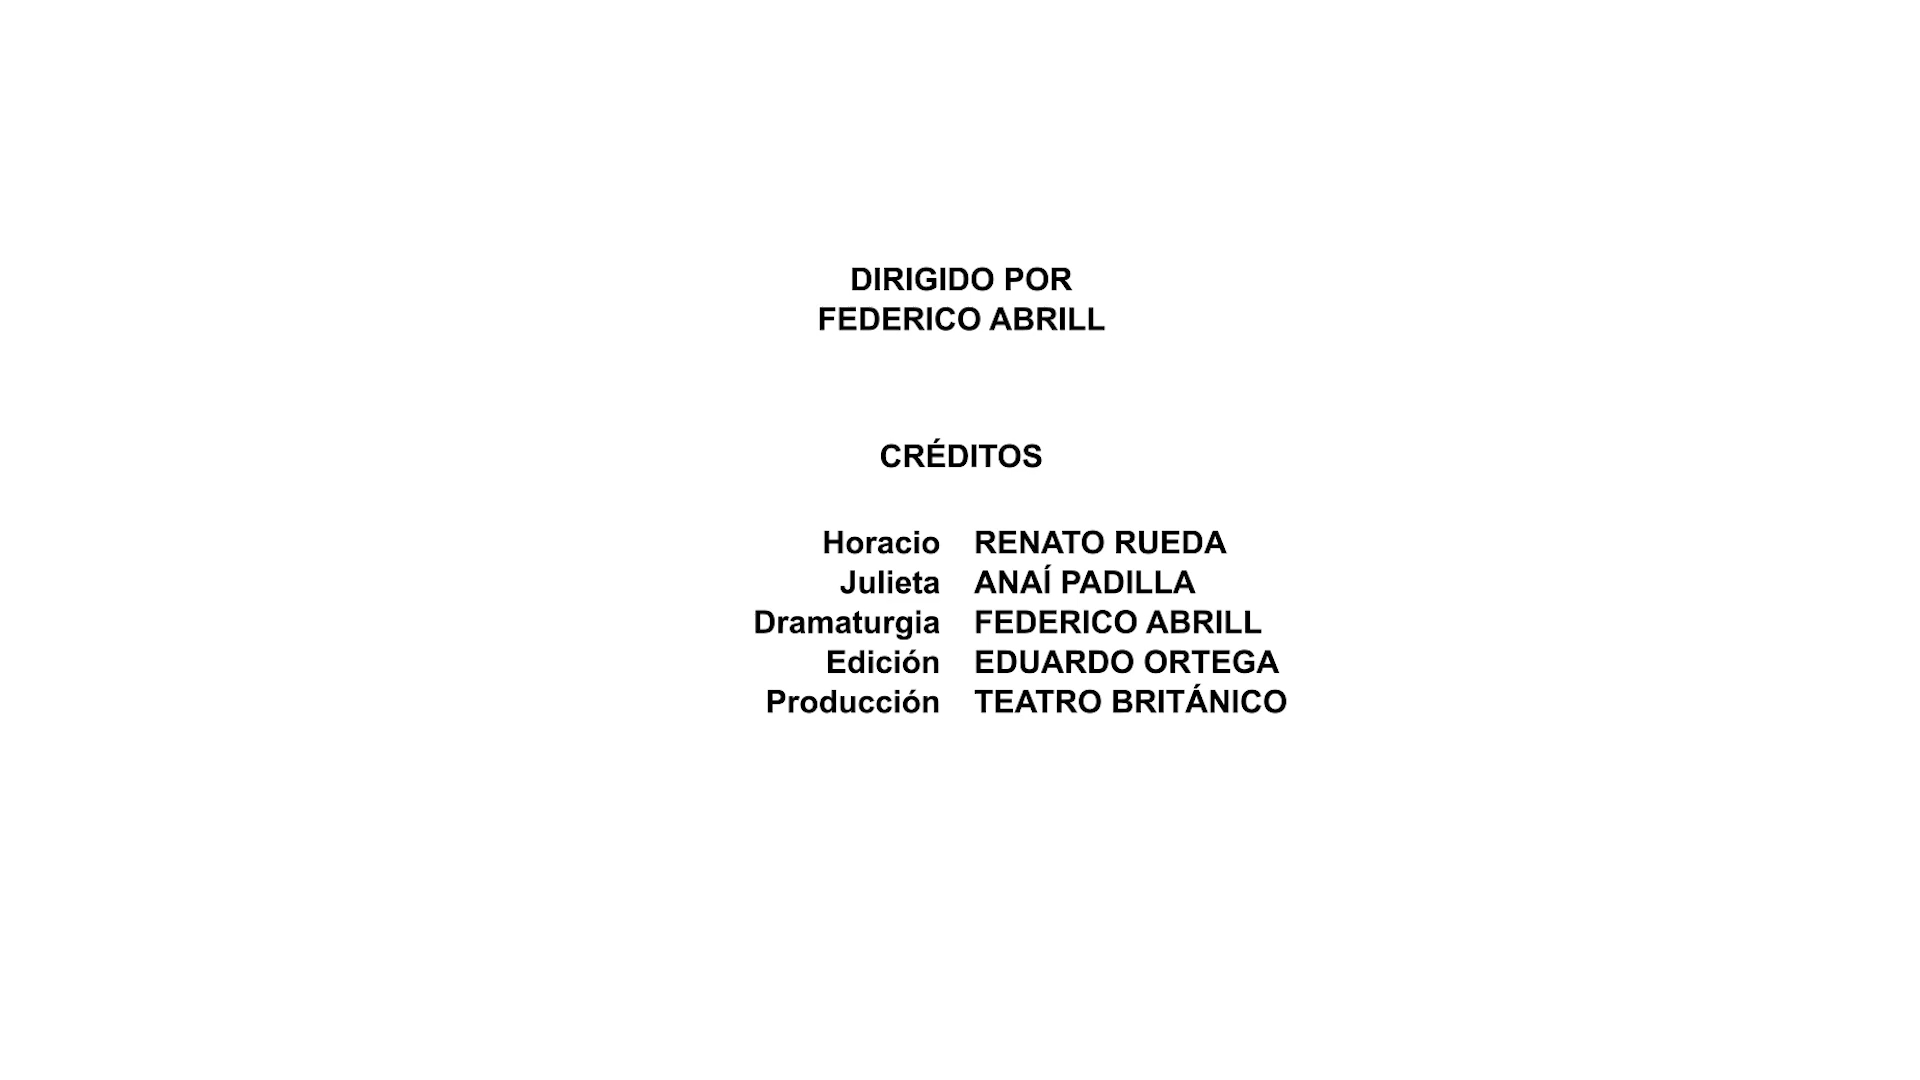 DIRIGIDO POR
FEDERICO ABRILL
CRÉDITOS
Horacio RENATO RUEDA
Julieta ANAÍ PADILLA
Dramaturgia FEDERICO ABRILL
Edición EDUARDO ORTEGA
Producción TEATRO BRITÁNICO